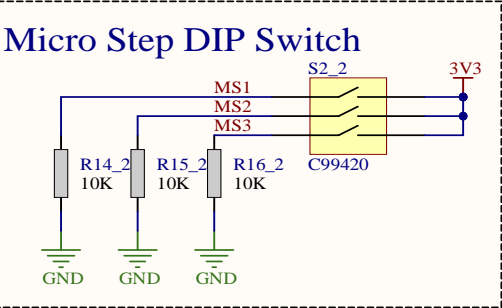 Micro Step DIP Switch
S2_2
3V3
MS1
MS2
MS3
C99420
R14_2
10K
R15_2
10K
R16_2
10K
GND
GND
GND